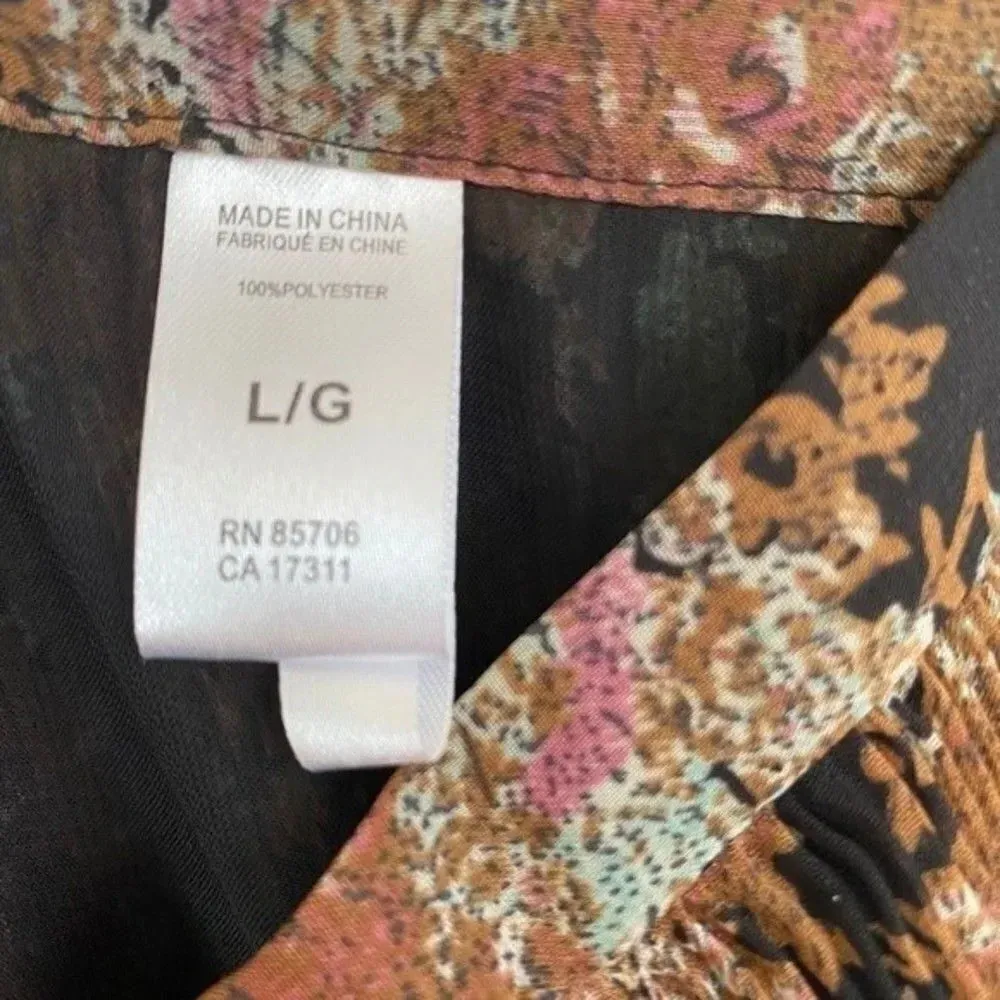 MADE IN CHINA
FABRIQUÉ EN CHINE
100%POLYESTER
L/G
RN 85706
CA 17311